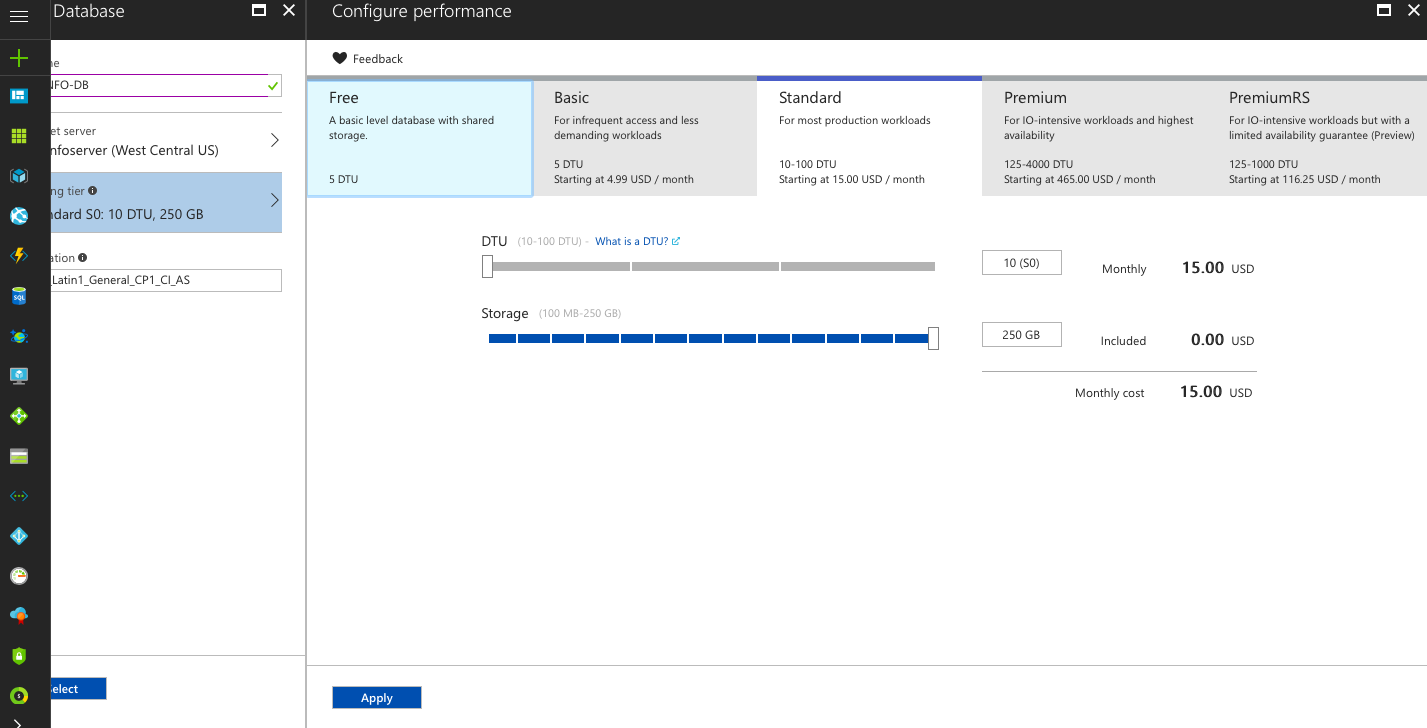 Database
Configure performance
Feedback
NFO-DB
et server
nfoserver (West Central US)
ng tier
ndard S0: 10 DTU, 250 GB
ation
_Latin1_General_CP1_CI_AS
Select
Free
A basic level database with shared
storage.
5 DTU
Basic
For infrequent access and less
demanding workloads
5 DTU
Starting at 4.99 USD / month
Standard
For most production workloads
10-100 DTU
Starting at 15.00 USD / month
Premium
For IO-intensive workloads and highest
availability
125-4000 DTU
Starting at 465.00 USD / month
PremiumRS
For IO-intensive workloads but with a
limited availability guarantee (Preview)
125-1000 DTU
Starting at 116.25 USD / month
DTU (10-100 DTU) - What is a DTU?
10 (S0) Monthly 15.00 USD
Storage (100 MB-250 GB)
250 GB Included 0.00 USD
Monthly cost 15.00 USD
Apply